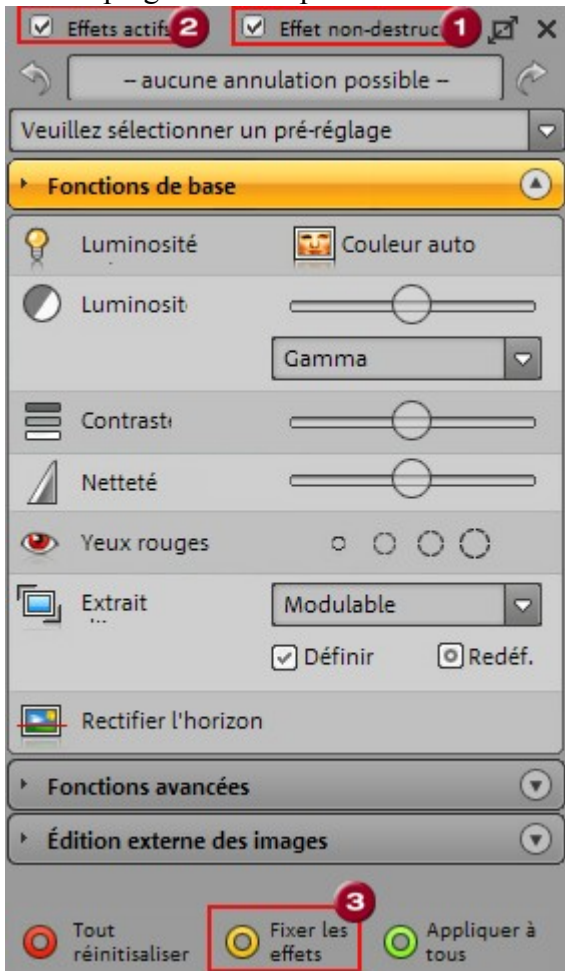 Effets actifs 2 Effet non-destruc 1
– aucune annulation possible –
Veuillez sélectionner un pré-réglage
Fonctions de base
Luminosité Couleur auto
Luminosit
Gamma
Contraste
Netteté
Yeux rouges
Extrait Modulable
Définir Redéf.
Rectifier l'horizon
Fonctions avancées
Édition externe des images
3
Tout Fixer les Appliquer à
réinitisaliser effets tous